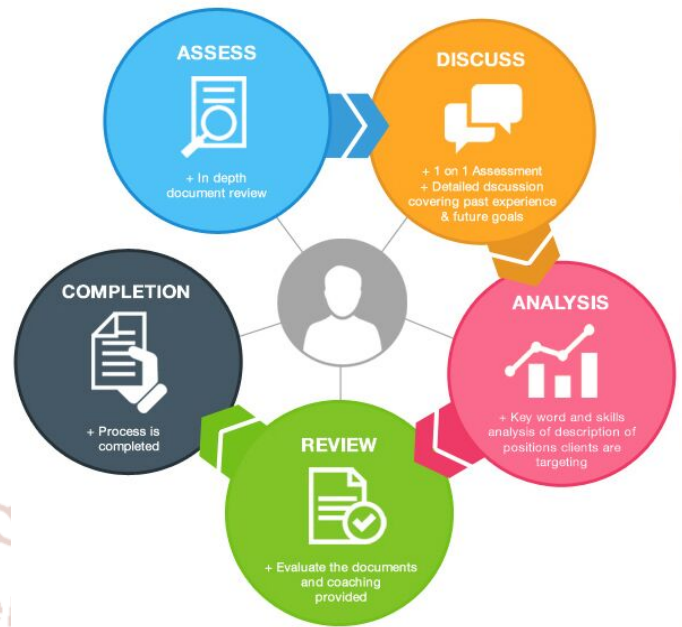 ASSESS
+ In depth
document review
DISCUSS
+ 1 on 1 Assessment
+ Detailed dscussion
covering past experience
& future goals
ANALYSIS
+ Key word and skills
analysis of description of
positions clients are
targeting
REVIEW
+ Evaluate the documents
and coaching
provided
COMPLETION
+ Process is
completed